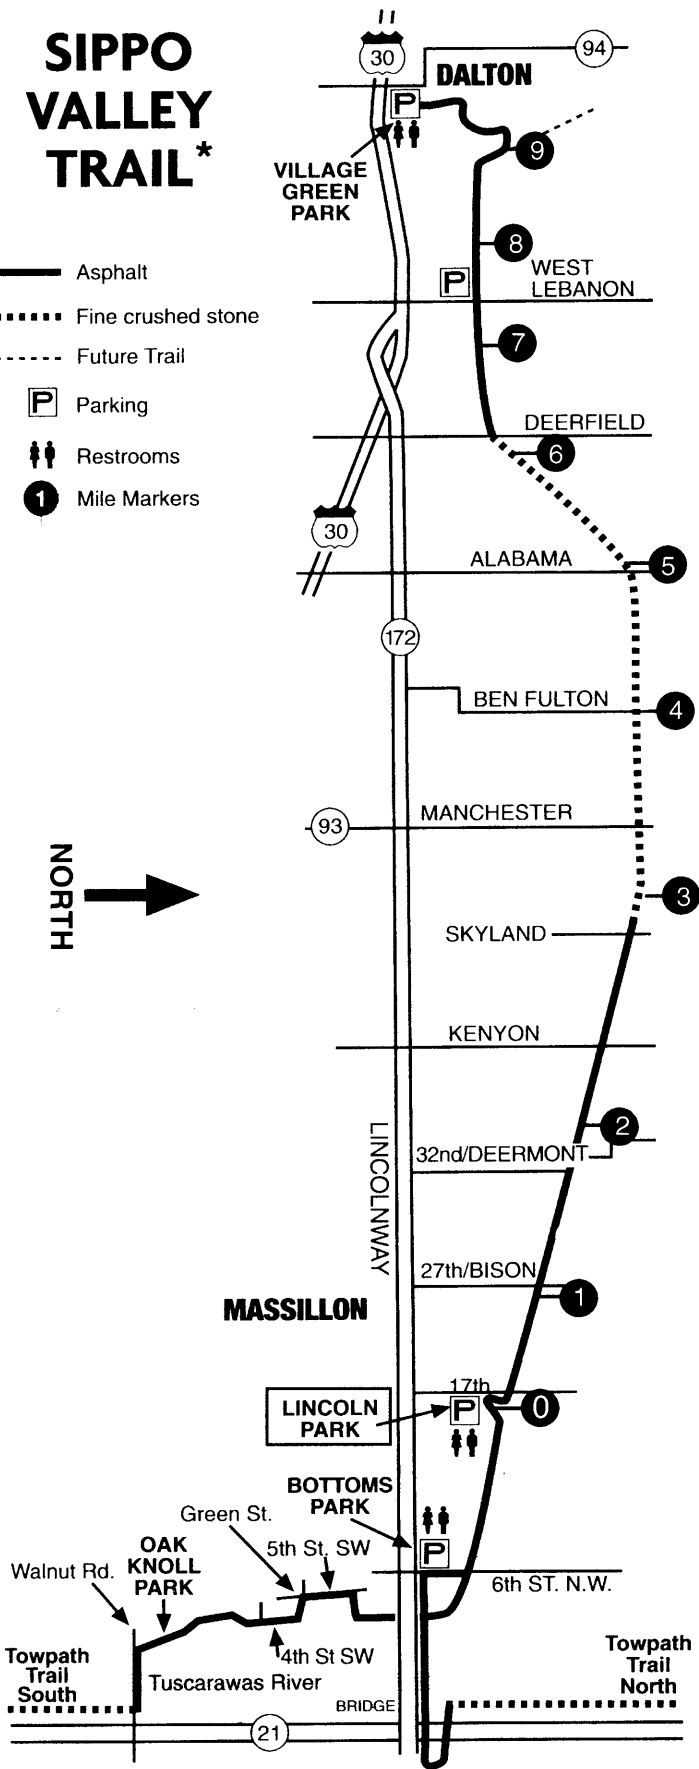 SIPPO
VALLEY
TRAIL*
30
94
DALTON
P
VILLAGE
GREEN
PARK
9
8
Asphalt
Fine crushed stone
Future Trail
P Parking
Restrooms
1 Mile Markers
P
WEST
LEBANON
7
DEERFIELD
6
30
ALABAMA
5
172
BEN FULTON
4
93
MANCHESTER
NORTH
3
SKYLAND
KENYON
2
32nd/DEERMONT
LINCOLNWAY
27th/BISON
1
MASSILLON
17th
LINCOLN
PARK
P
0
BOTTOMS
PARK
P
Green St.
5th St. SW
OAK
KNOLL
PARK
Walnut Rd.
6th ST. N.W.
4th St SW
Towpath
Trail
South
Tuscarawas River
Towpath
Trail
North
BRIDGE
21